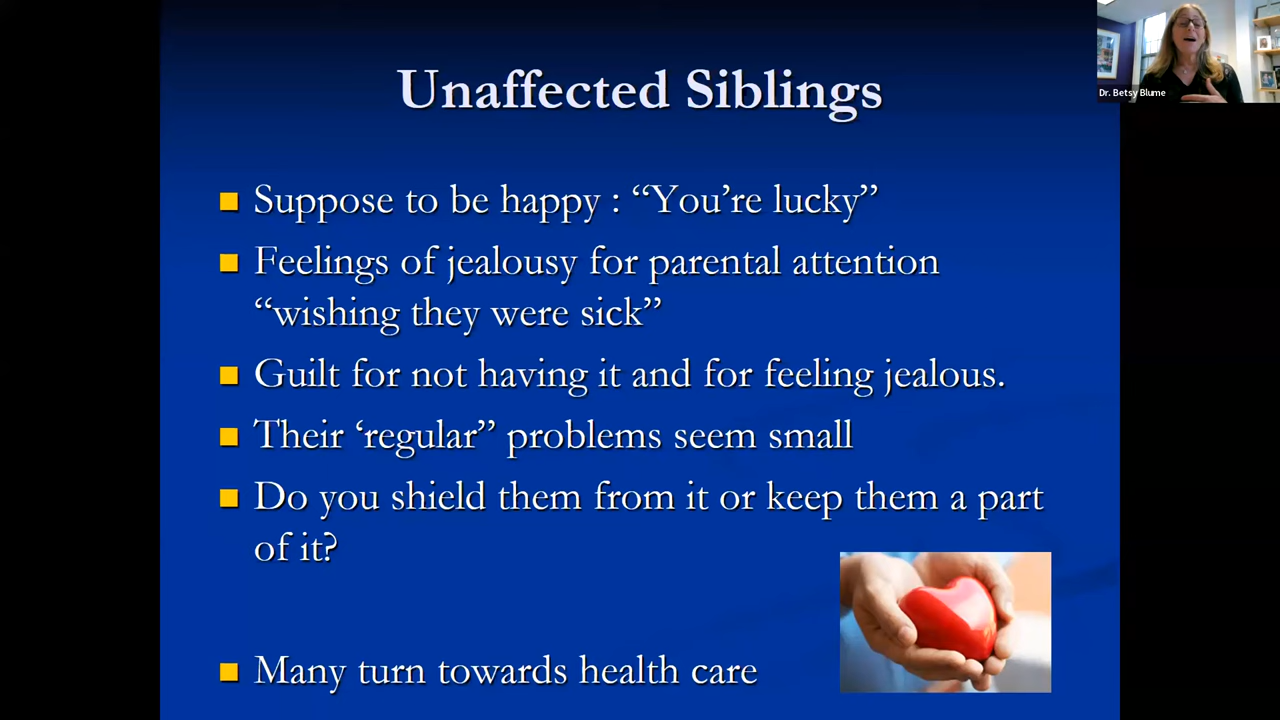 Unaffected Siblings
Suppose to be happy : “You’re lucky”
Feelings of jealousy for parental attention
“wishing they were sick”
Guilt for not having it and for feeling jealous.
Their ‘regular” problems seem small
Do you shield them from it or keep them a part
of it?
Many turn towards health care
Dr. Betsy Blume